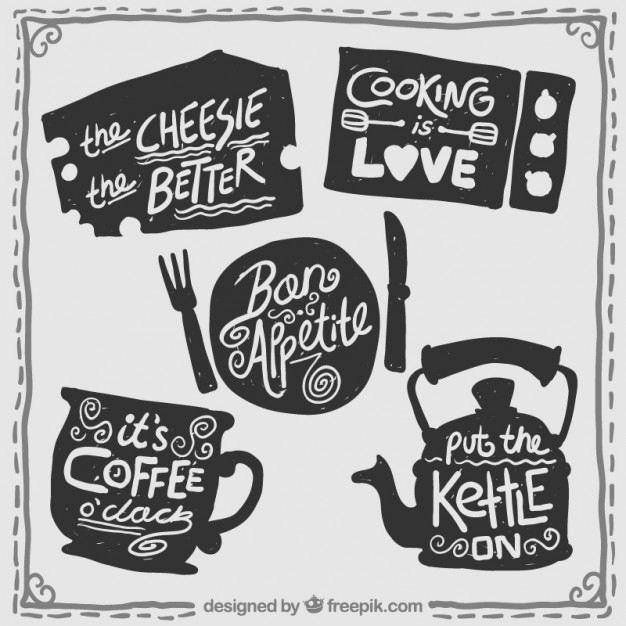 the CHEESIE
the BETTER
COOKING
is
LOVE
Bon
Appetite
it's
COFFEE
o'clock
put the
KettLE
ON
designed by freepik.com